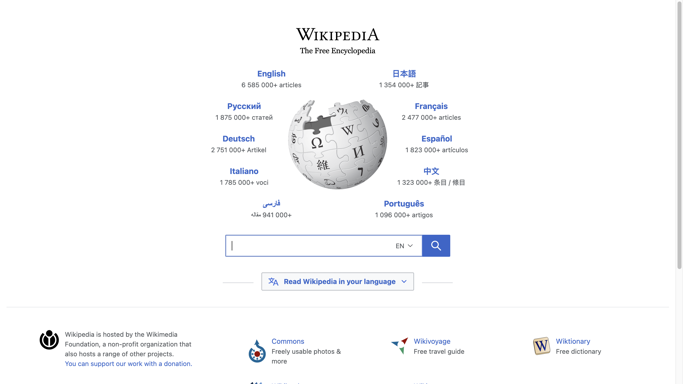 WIKIPEDIA
The Free Encyclopedia
English
6 585 000+ articles
日本語
1 354 000+ 記事
Русский
1 875 000+ статей
Français
2 477 000+ articles
Deutsch
2 751 000+ Artikel
Español
1 823 000+ artículos
Italiano
1 785 000+ voci
中文
1 323 000+ 条目 / 條目
فارسی
۹۴۱ 000+ مقاله
Português
1 096 000+ artigos
EN
Read Wikipedia in your language
Wikipedia is hosted by the Wikimedia
Foundation, a non-profit organization that
also hosts a range of other projects.
You can support our work with a donation.
Commons
Freely usable photos &
more
Wikivoyage
Free travel guide
Wiktionary
Free dictionary